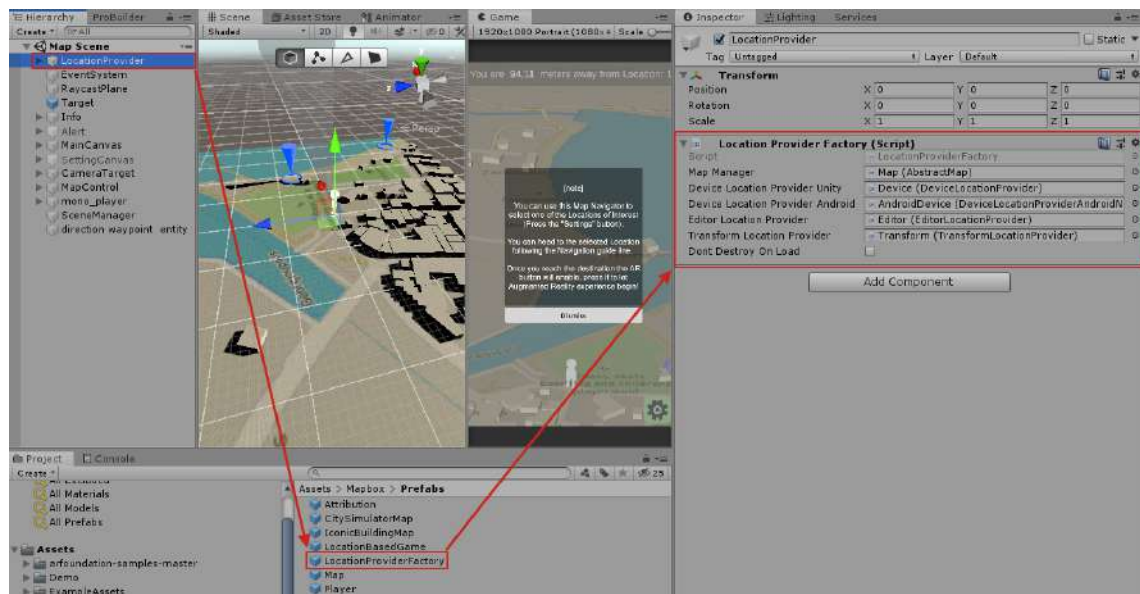 Hierarchy
ProBuilder
Create
All
Map Scene
LocationProvider
EventSystem
RaycastPlane
Target
Info
Alert
MainCanvas
SettingCanvas
CameraTarget
MapControl
mono_player
SceneManager
direction waypoint entity
Scene
Asset Store
Animator
Shaded
2D
Persp
Game
1920x1080 Portrait (1080x
Scale
You are 94.11 meters away from Location: 1
[note]
You can use this Map Navigator to
select one of the Locations of Interest
(Press the "Settings" button).
You can head to the selected Location
following the Navigation guide line.
Once you reach the destination the AR
button will enable, press it to let
Augmented Reality experience begin!
Inspector
Lighting
Services
LocationProvider
Static
Tag Untagged
Layer Default
Transform
Position X 0 Y 0 Z 0
Rotation X 0 Y 0 Z 0
Scale X 1 Y 1 Z 1
Location Provider Factory (Script)
Script LocationProviderFactory
Map Manager Map (AbstractMap)
Device Location Provider Unity Device (DeviceLocationProvider)
Device Location Provider Android AndroidDevice (DeviceLocationProviderAndroidN
Editor Location Provider Editor (EditorLocationProvider)
Transform Location Provider Transform (TransformLocationProvider)
Dont Destroy On Load
Add Component
Project
Console
Create
25
All Materials
All Models
All Prefabs
Assets
arfoundation-samples-master
Demo
ExampleAssets
Assets > Mapbox > Prefabs
Attribution
CitySimulatorMap
IconicBuildingMap
LocationBasedGame
LocationProviderFactory
Map
Player